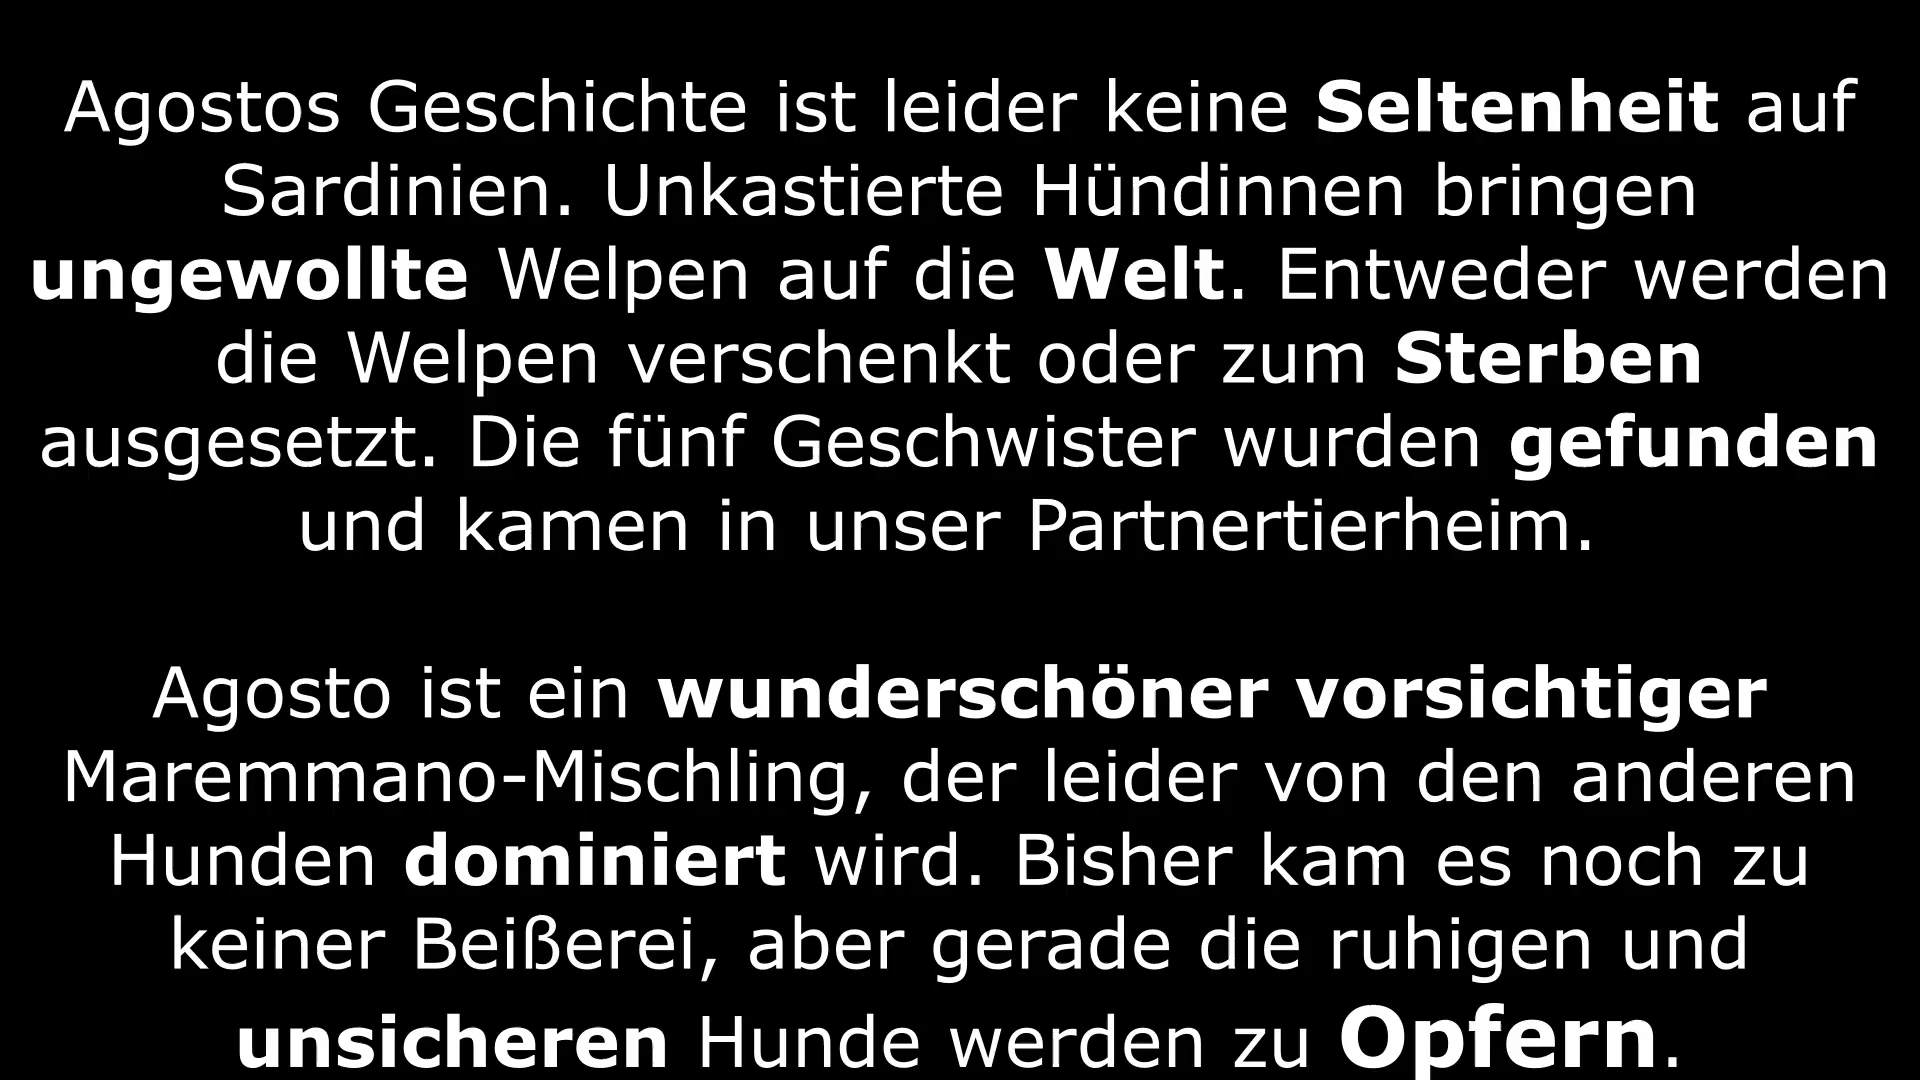 Agostos Geschichte ist leider keine Seltenheit auf
Sardinien. Unkastierte Hündinnen bringen
ungewollte Welpen auf die Welt. Entweder werden
die Welpen verschenkt oder zum Sterben
ausgesetzt. Die fünf Geschwister wurden gefunden
und kamen in unser Partnertierheim.
Agosto ist ein wunderschöner vorsichtiger
Maremmano-Mischling, der leider von den anderen
Hunden dominiert wird. Bisher kam es noch zu
keiner Beißerei, aber gerade die ruhigen und
unsicheren Hunde werden zu Opfern.